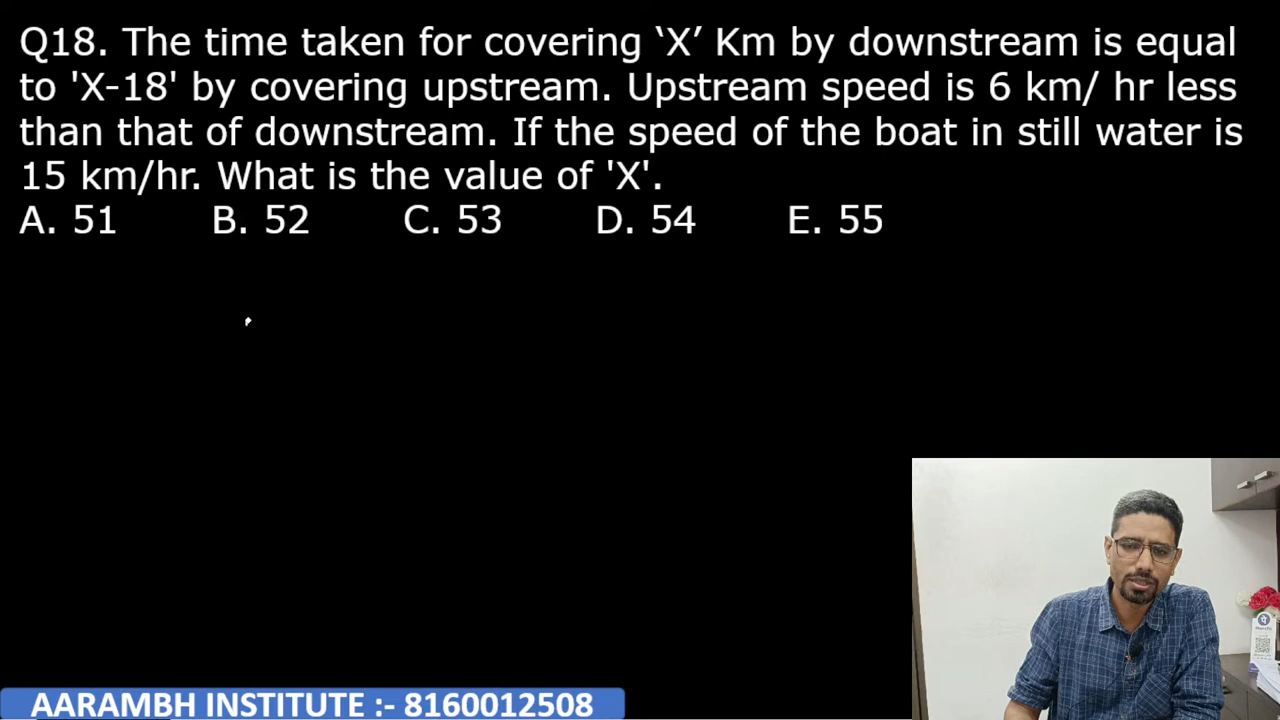 Q18. The time taken for covering ‘X’ Km by downstream is equal
to 'X-18' by covering upstream. Upstream speed is 6 km/ hr less
than that of downstream. If the speed of the boat in still water is
15 km/hr. What is the value of 'X'.
A. 51 B. 52 C. 53 D. 54 E. 55
AARAMBH INSTITUTE :- 8160012508